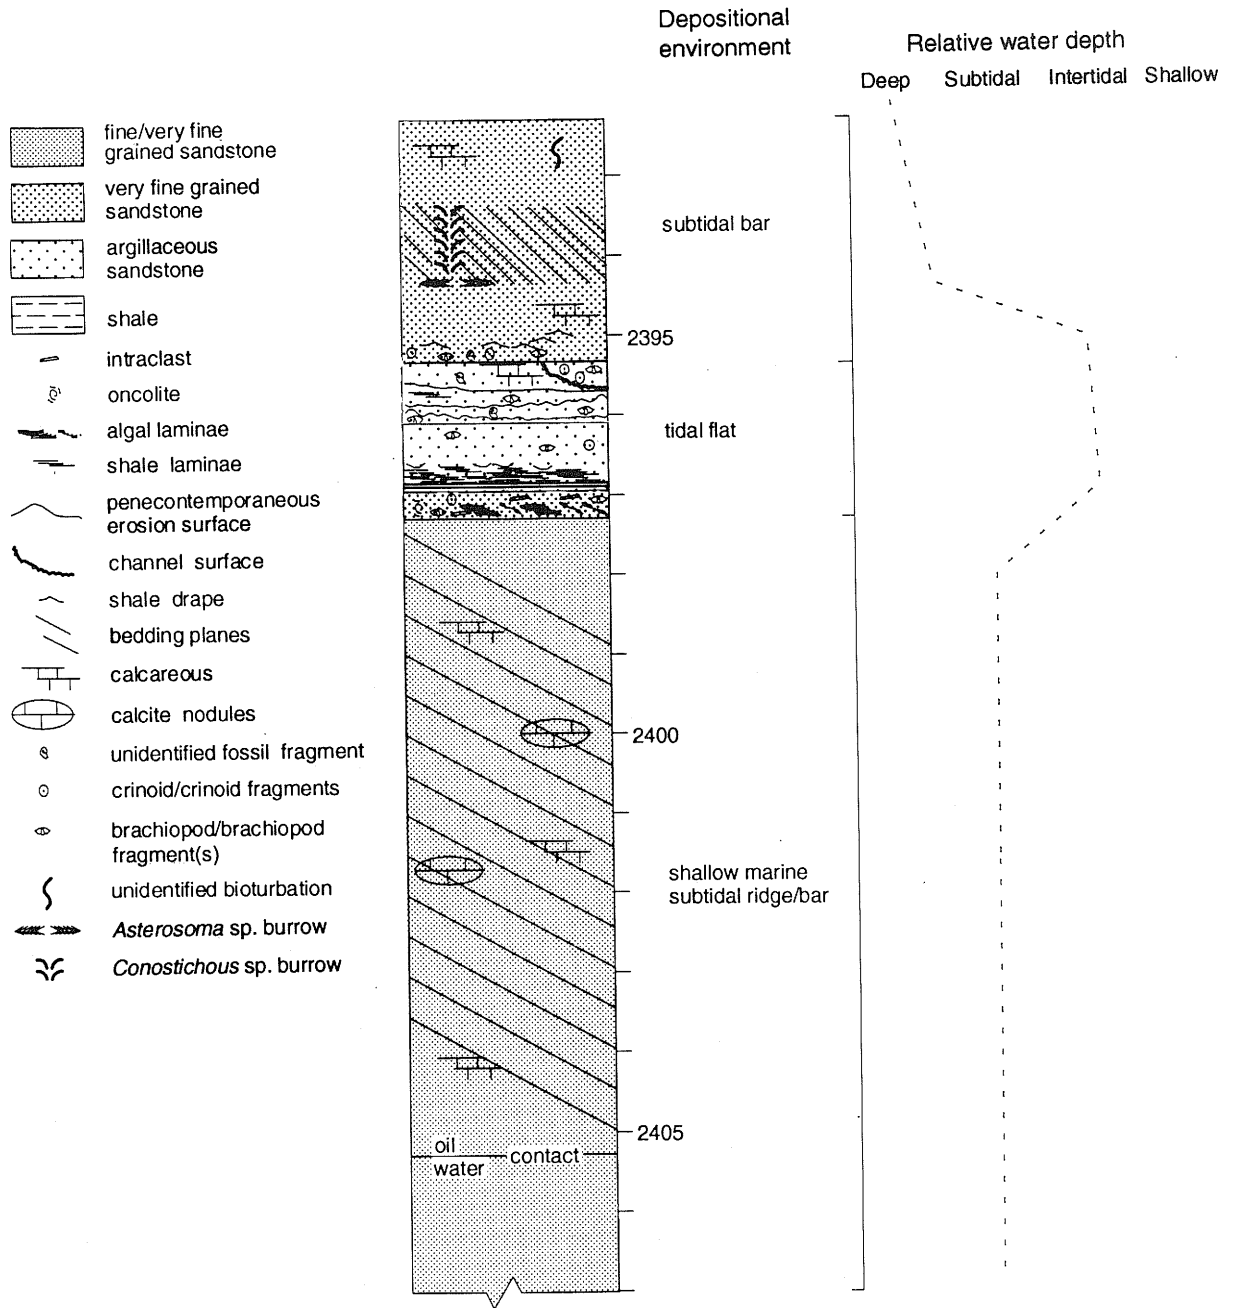 Depositional
environment
Relative water depth
Deep Subtidal Intertidal Shallow
fine/very fine
grained sandstone
very fine grained
sandstone
argillaceous
sandstone
shale
intraclast
oncolite
algal laminae
shale laminae
penecontemporaneous
erosion surface
channel surface
shale drape
bedding planes
calcareous
calcite nodules
unidentified fossil fragment
crinoid/crinoid fragments
brachiopod/brachiopod
fragment(s)
unidentified bioturbation
Asterosoma sp. burrow
Conostichous sp. burrow
2395
2400
2405
oil
water
contact
subtidal bar
tidal flat
shallow marine
subtidal ridge/bar